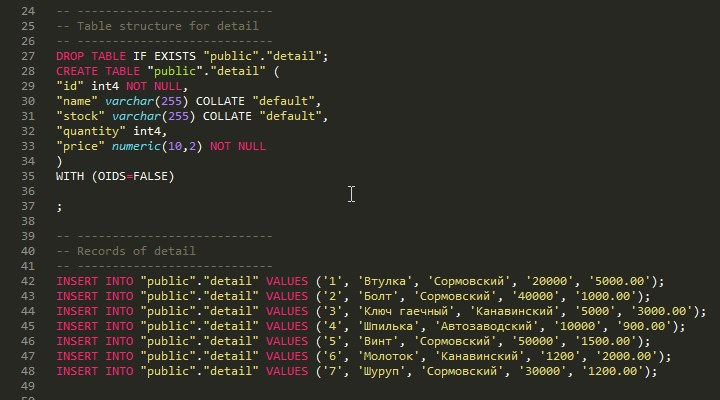 24 -- ----------------------------
25 -- Table structure for detail
26 -- ----------------------------
27 DROP TABLE IF EXISTS "public"."detail";
28 CREATE TABLE "public"."detail" (
29 "id" int4 NOT NULL,
30 "name" varchar(255) COLLATE "default",
31 "stock" varchar(255) COLLATE "default",
32 "quantity" int4,
33 "price" numeric(10,2) NOT NULL
34 )
35 WITH (OIDS=FALSE)
36
37 ;
38
39 -- ----------------------------
40 -- Records of detail
41 -- ----------------------------
42 INSERT INTO "public"."detail" VALUES ('1', 'Втулка', 'Сормовский', '20000', '5000.00');
43 INSERT INTO "public"."detail" VALUES ('2', 'Болт', 'Сормовский', '40000', '1000.00');
44 INSERT INTO "public"."detail" VALUES ('3', 'Ключ гаечный', 'Канавинский', '5000', '3000.00');
45 INSERT INTO "public"."detail" VALUES ('4', 'Шпилька', 'Автозаводский', '10000', '900.00');
46 INSERT INTO "public"."detail" VALUES ('5', 'Винт', 'Сормовский', '50000', '1500.00');
47 INSERT INTO "public"."detail" VALUES ('6', 'Молоток', 'Канавинский', '1200', '2000.00');
48 INSERT INTO "public"."detail" VALUES ('7', 'Шуруп', 'Сормовский', '30000', '1200.00');
49